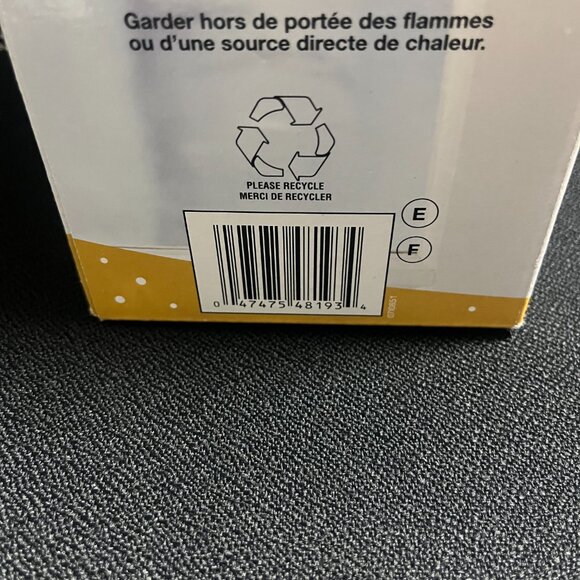 Garder hors de portée des flammes
ou d'une source directe de chaleur.
PLEASE RECYCLE
MERCI DE RECYCLER
E
F
0 47475 48193 4
070551